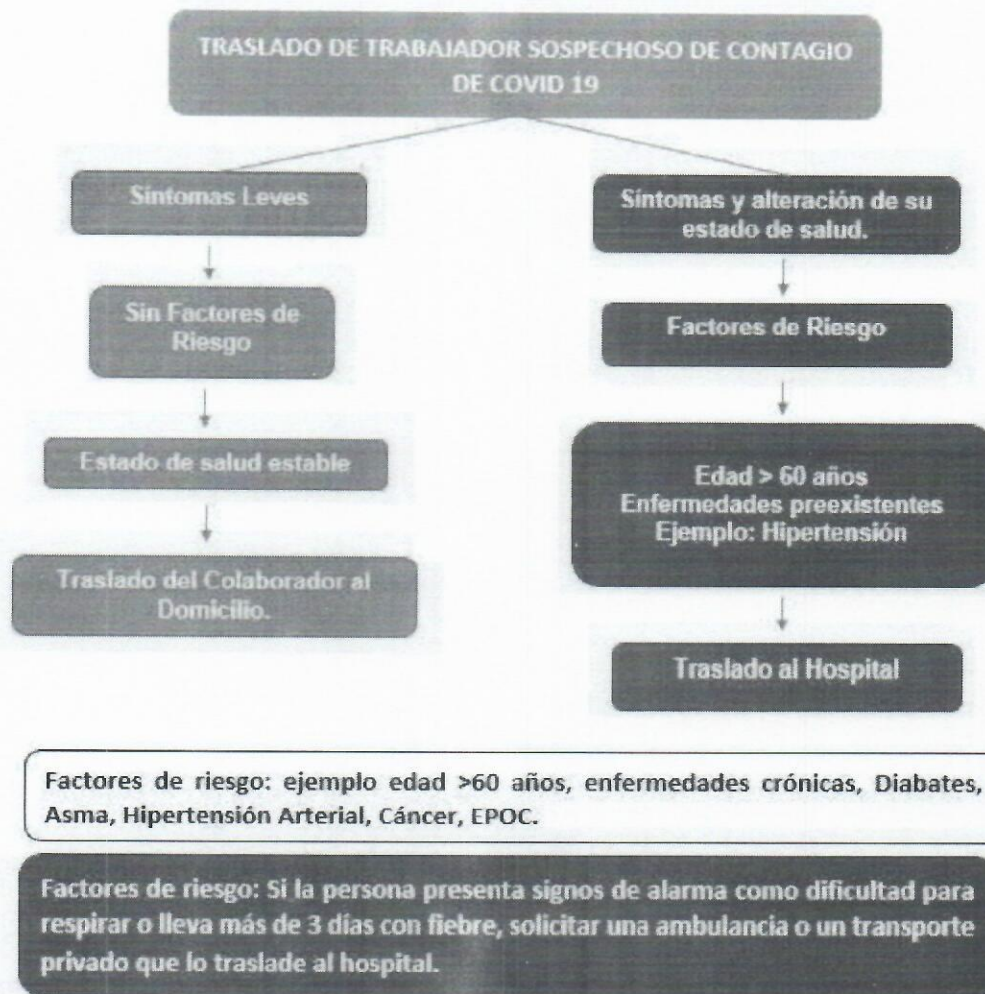 TRASLADO DE TRABAJADOR SOSPECHOSO DE CONTAGIO
DE COVID 19
Síntomas Leves
Sin Factores de
Riesgo
Estado de salud estable
Traslado del Colaborador al
Domicilio.
Síntomas y alteración de su
estado de salud.
Factores de Riesgo
Edad > 60 años
Enfermedades preexistentes
Ejemplo: Hipertensión
Traslado al Hospital
Factores de riesgo: ejemplo edad >60 años, enfermedades crónicas, Diabates,
Asma, Hipertensión Arterial, Cáncer, EPOC.
Factores de riesgo: Si la persona presenta signos de alarma como dificultad para
respirar o lleva más de 3 días con fiebre, solicitar una ambulancia o un transporte
privado que lo traslade al hospital.